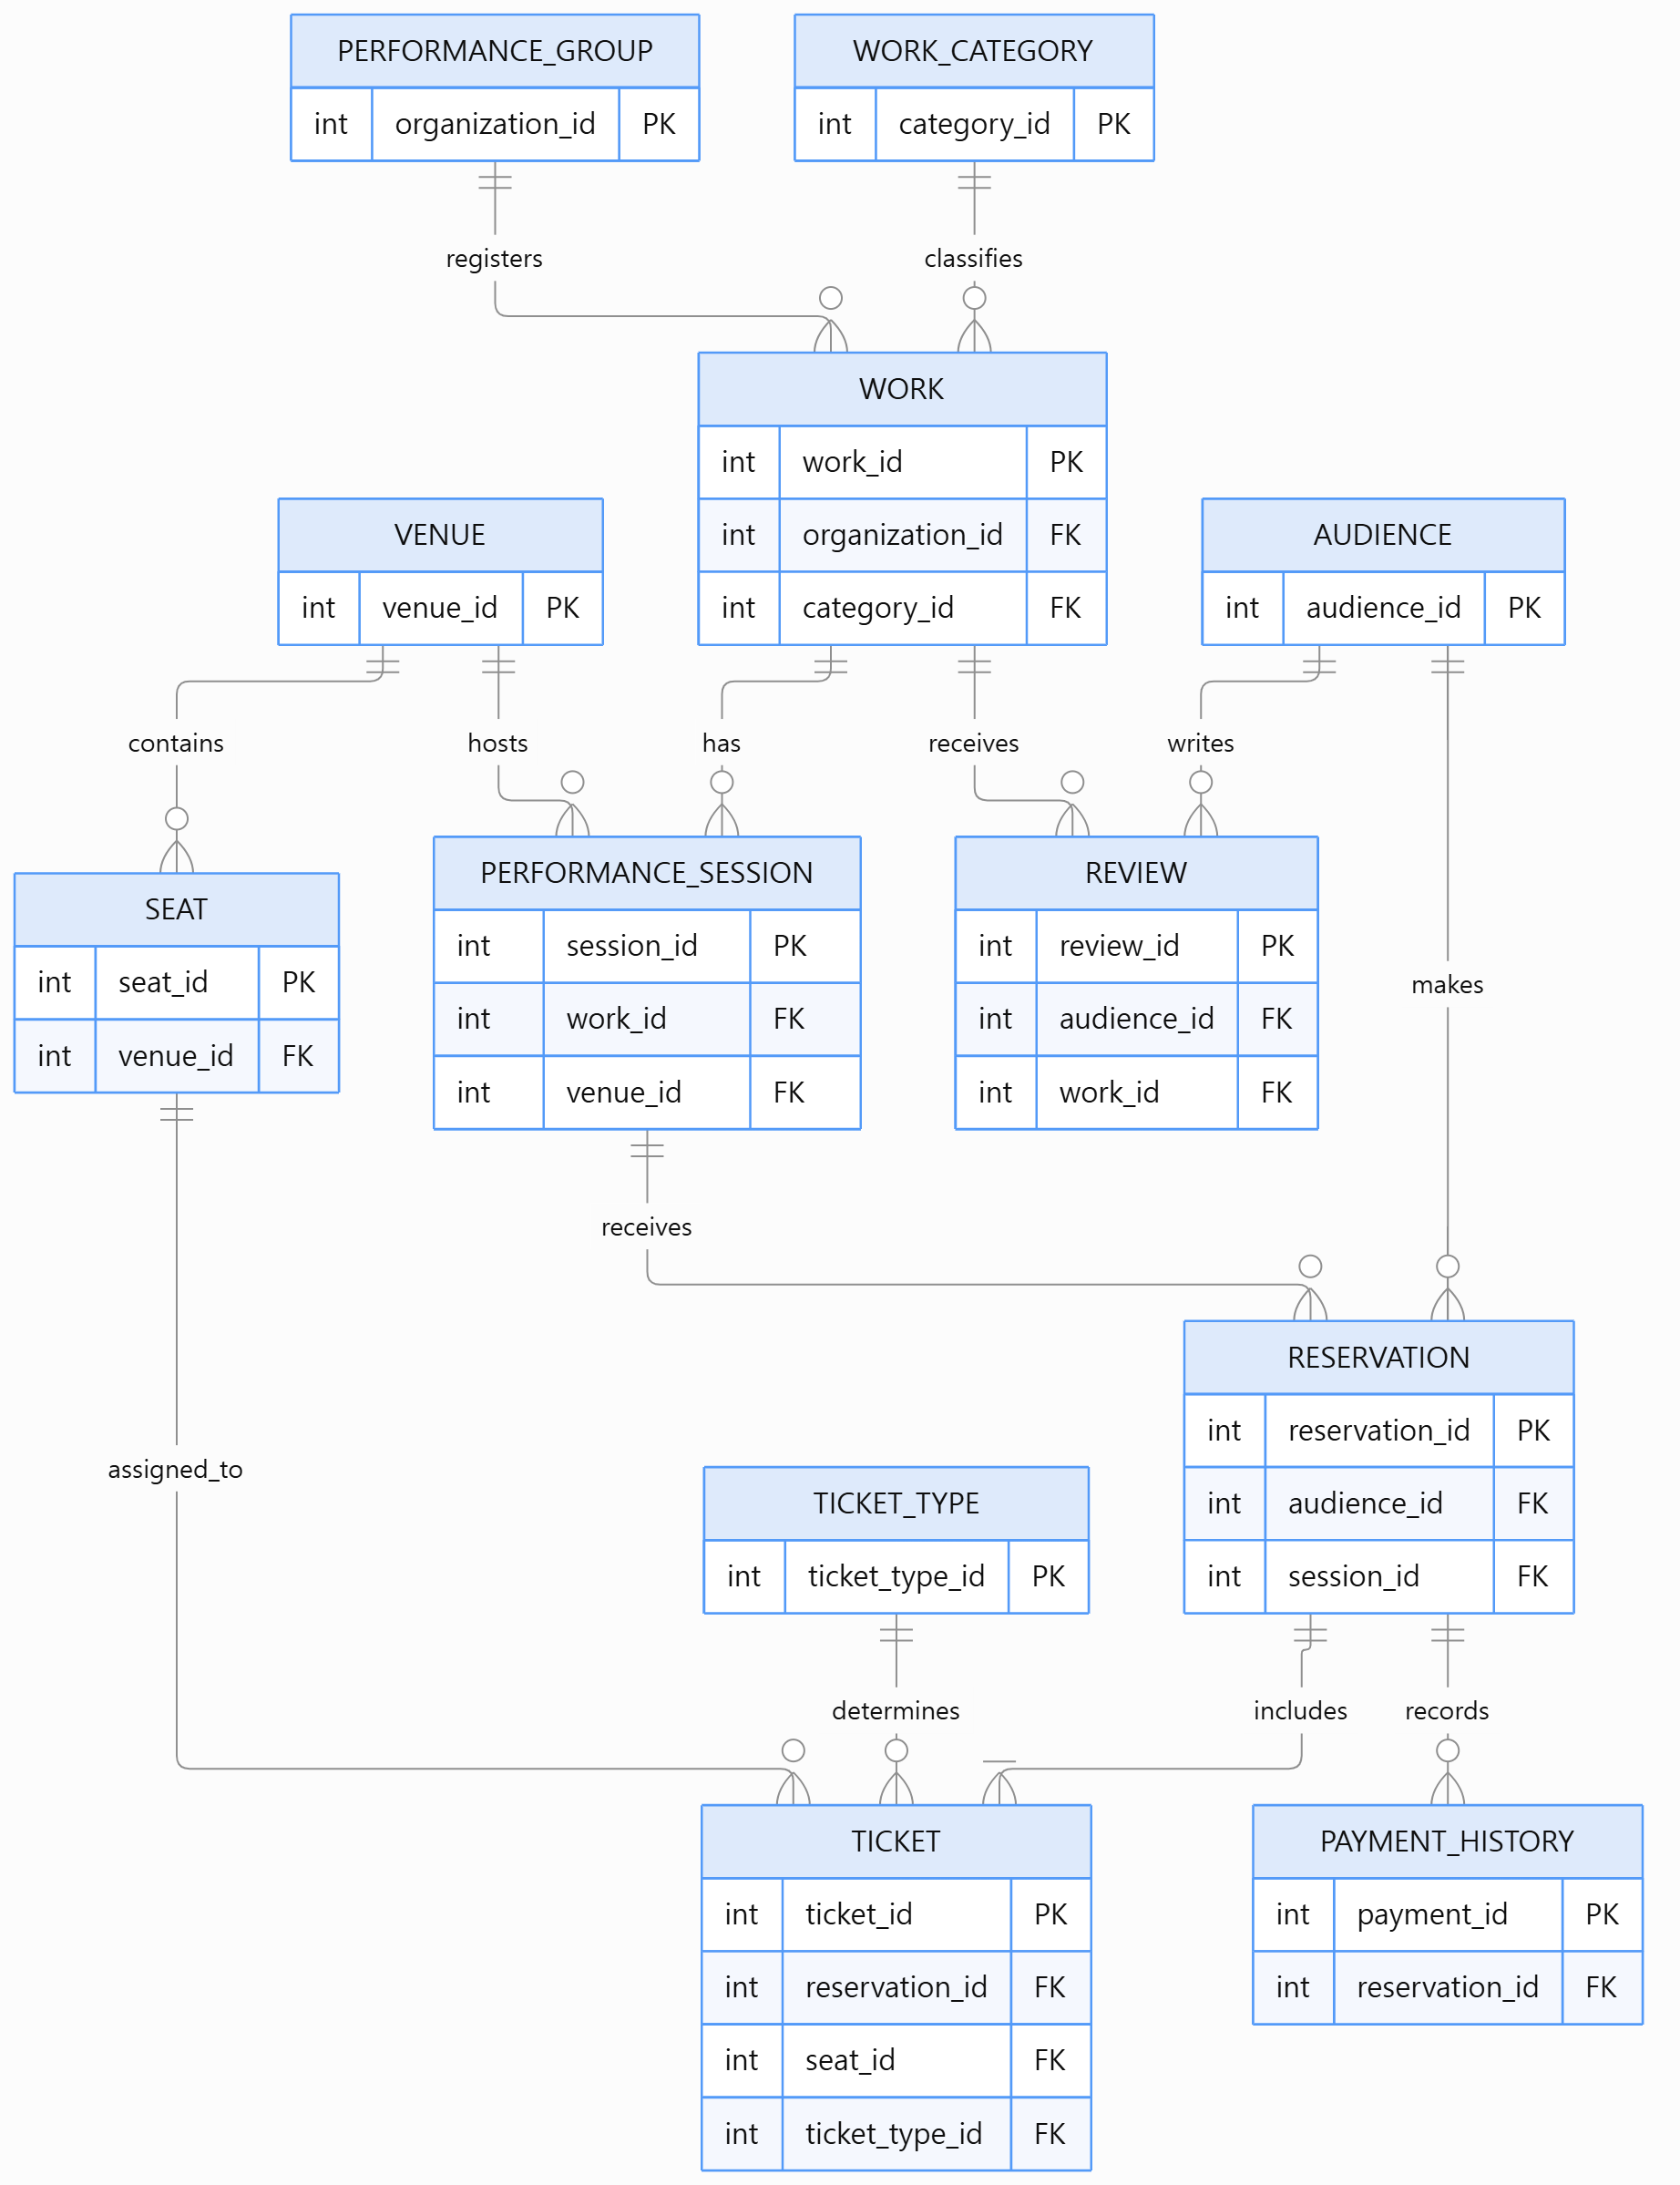 PERFORMANCE_GROUP
int organization_id PK
WORK_CATEGORY
int category_id PK
registers
classifies
WORK
int work_id PK
int organization_id FK
int category_id FK
VENUE
int venue_id PK
AUDIENCE
int audience_id PK
contains
hosts
has
receives
writes
SEAT
int seat_id PK
int venue_id FK
PERFORMANCE_SESSION
int session_id PK
int work_id FK
int venue_id FK
REVIEW
int review_id PK
int audience_id FK
int work_id FK
makes
receives
RESERVATION
int reservation_id PK
int audience_id FK
int session_id FK
assigned_to
TICKET_TYPE
int ticket_type_id PK
determines
includes
records
TICKET
int ticket_id PK
int reservation_id FK
int seat_id FK
int ticket_type_id FK
PAYMENT_HISTORY
int payment_id PK
int reservation_id FK